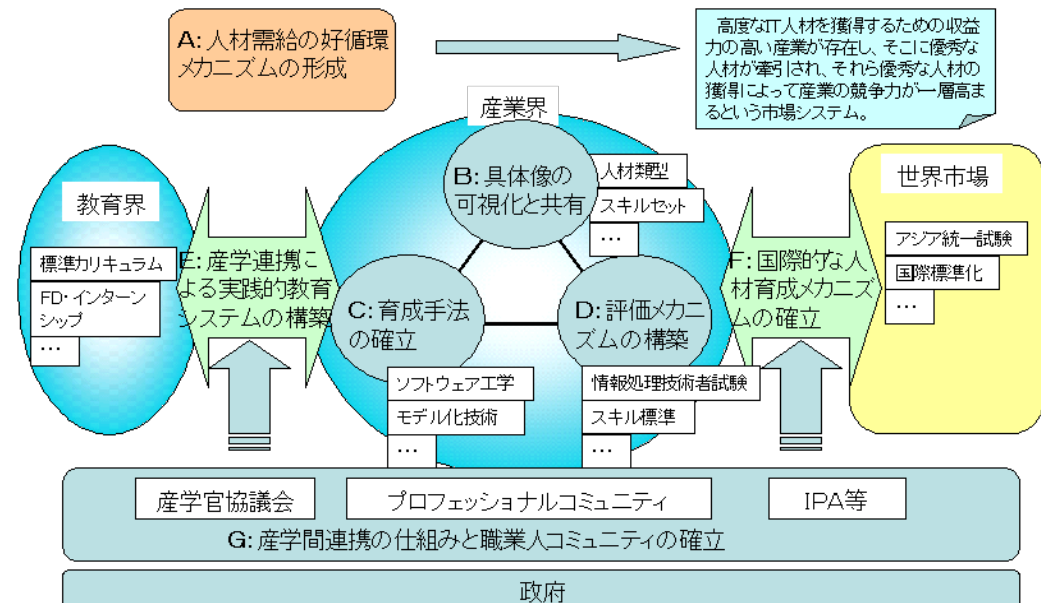 A:人材需給の好循環
メカニズムの形成
高度なIT人材を獲得するための収益
力の高い産業が存在し、そこに優秀な
人材が牽引され、それら優秀な人材の
獲得によって産業の競争力が一層高ま
るという市場システム。
産業界
B:具体像の
可視化と共有
人材類型
スキルセット
…
教育界
標準カリキュラム
FD・インターン
シップ
…
E:産学連携に
よる実践的教育
システムの構築
C:育成手法
の確立
ソフトウェア工学
モデル化技術
…
D:評価メカニ
ズムの構築
情報処理技術者試験
スキル標準
…
F:国際的な人
材育成メカニズ
ムの確立
世界市場
アジア統一試験
国際標準化
…
産学官協議会
プロフェッショナルコミュニティ
IPA等
G:産学間連携の仕組みと職業人コミュニティの確立
政府